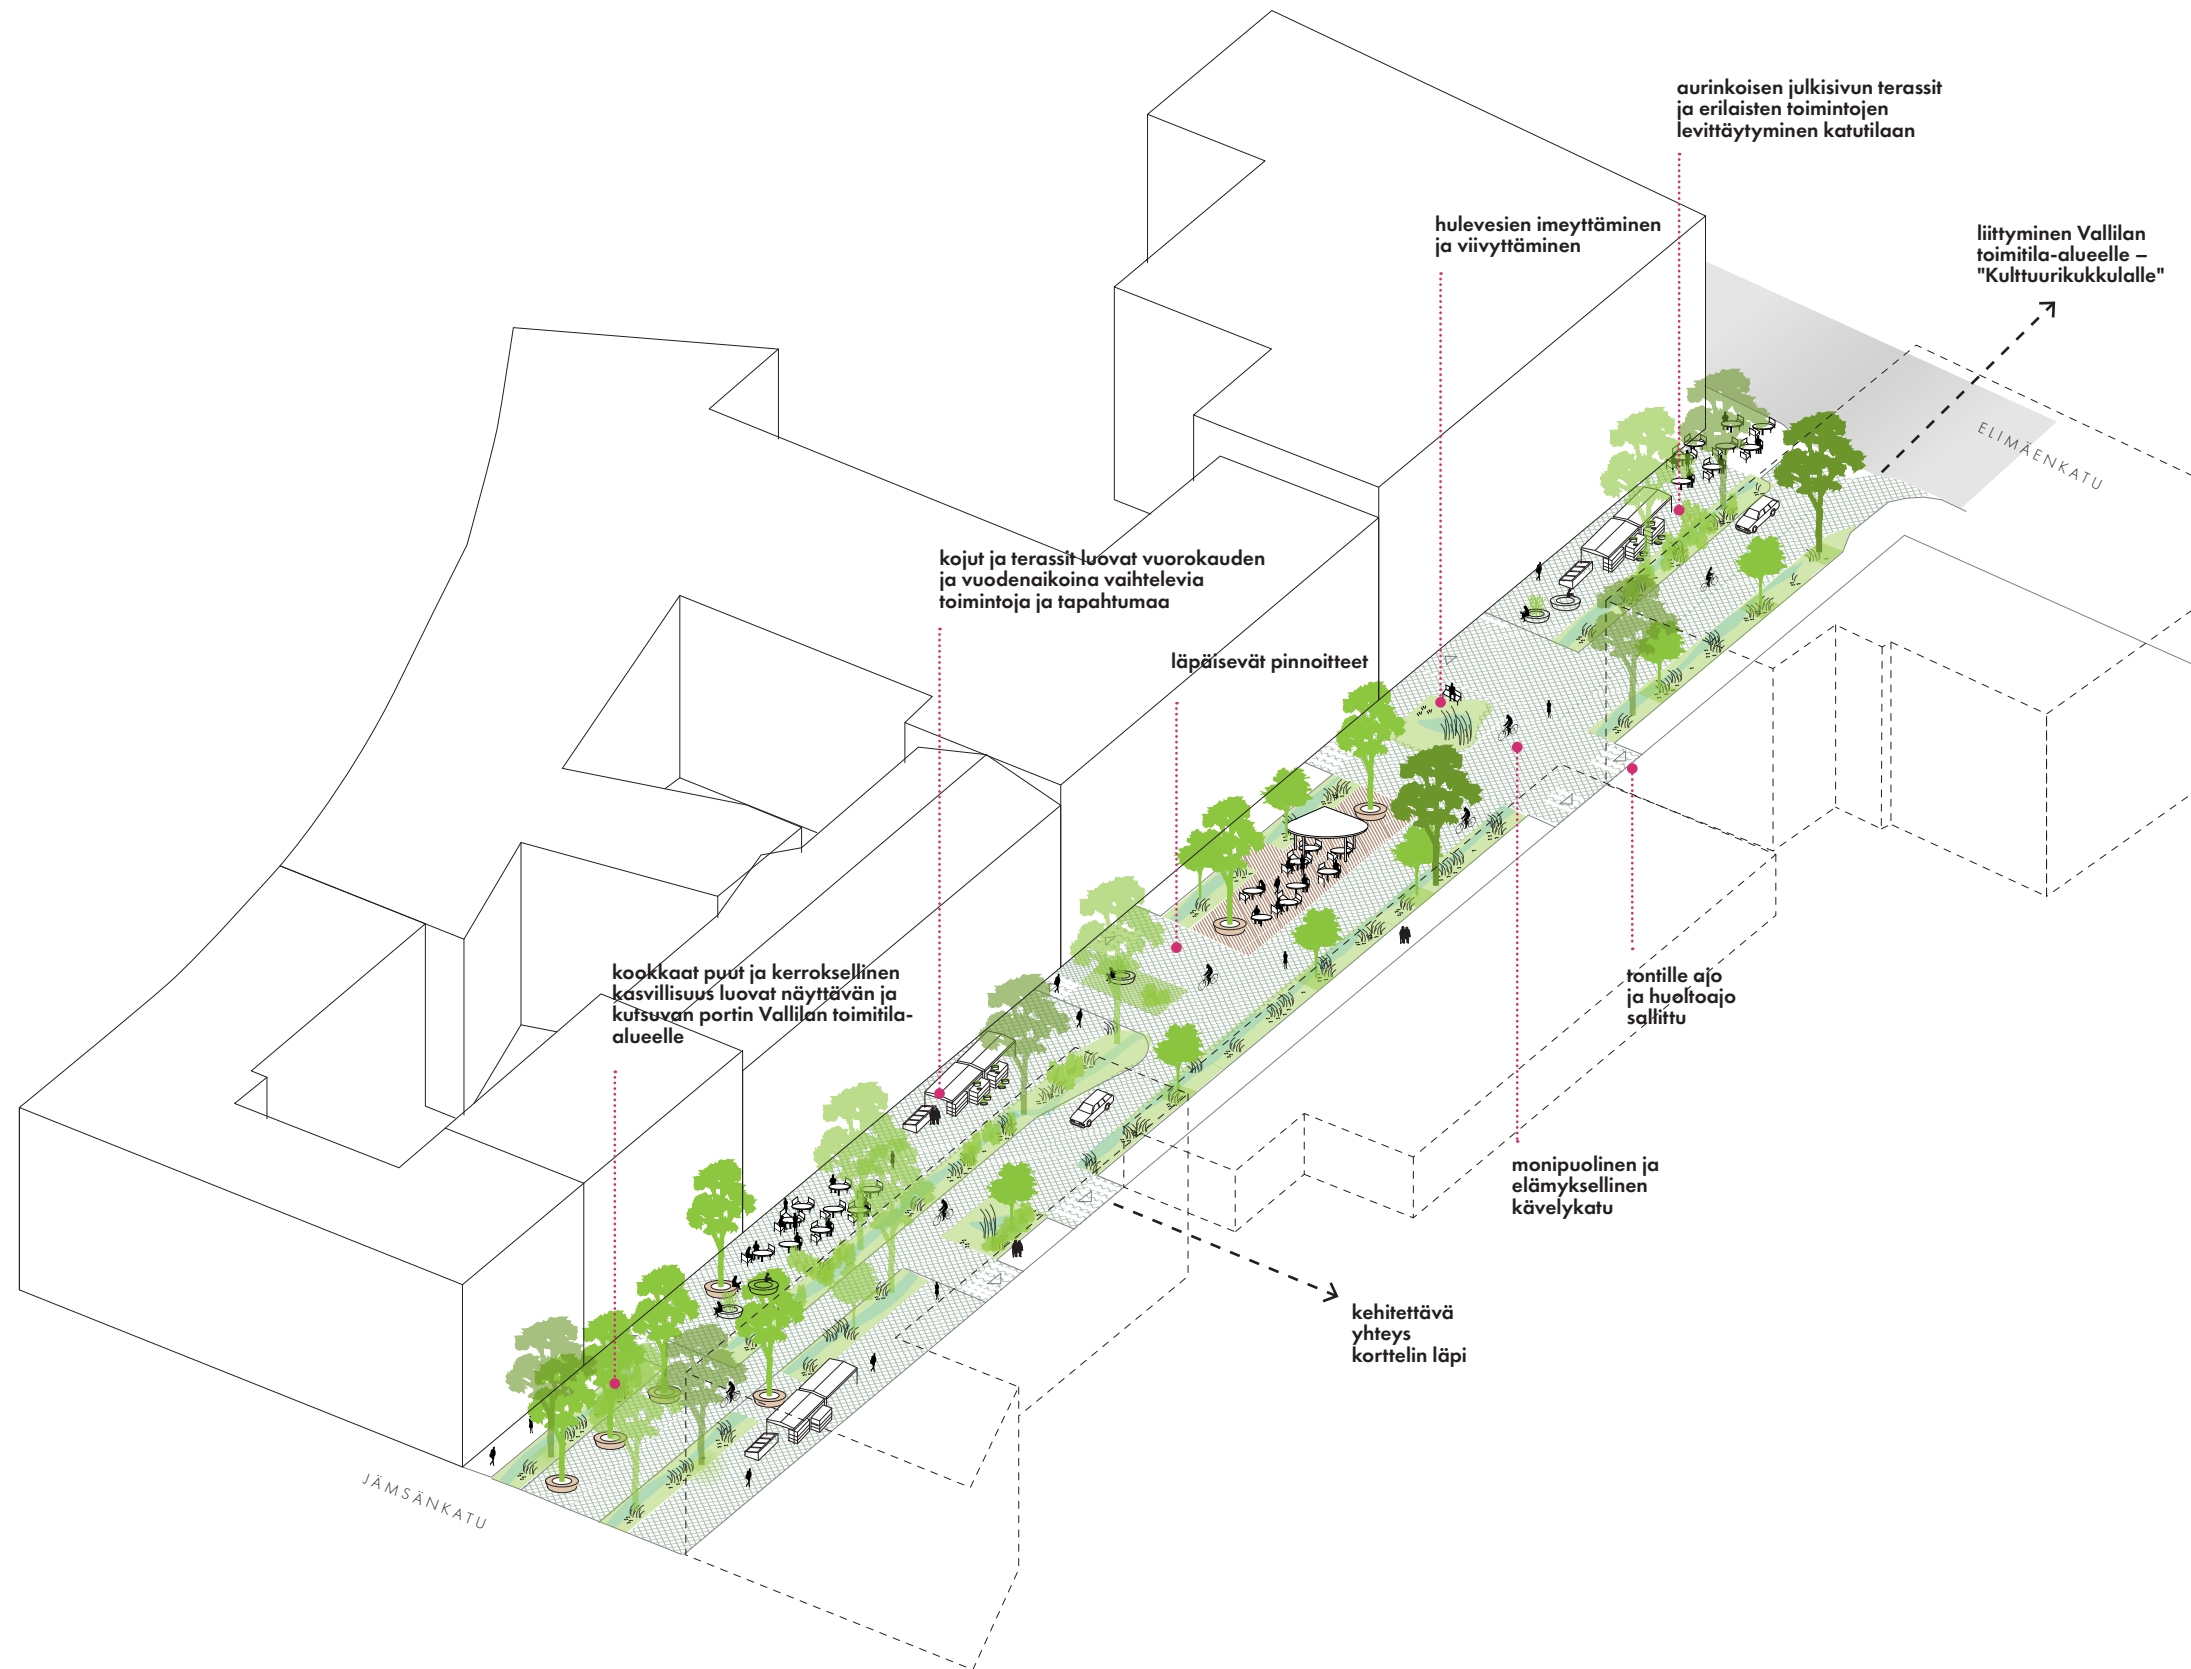 aurinkoisen julkisivun terassit
ja erilaisten toimintojen
levittäytyminen katutilaan
hulevesien imeyttäminen
ja viivyttäminen
liittyminen Vallilan
toimitila-alueelle –
"Kulttuurikukkulalle"
ELIMÄENKATU
kojut ja terassit luovat vuorokauden
ja vuodenaikoina vaihtelevia
toimintoja ja tapahtumaa
läpäisevät pinnoitteet
kookkaat puut ja kerroksellinen
kasvillisuus luovat näyttävän ja
kutsuvan portin Vallilan toimitila-
alueelle
tontille ajo
ja huoltoajo
sallittu
monipuolinen ja
elämyksellinen
kävelykatu
kehitettävä
yhteys
korttelin läpi
JÄMSÄNKATU